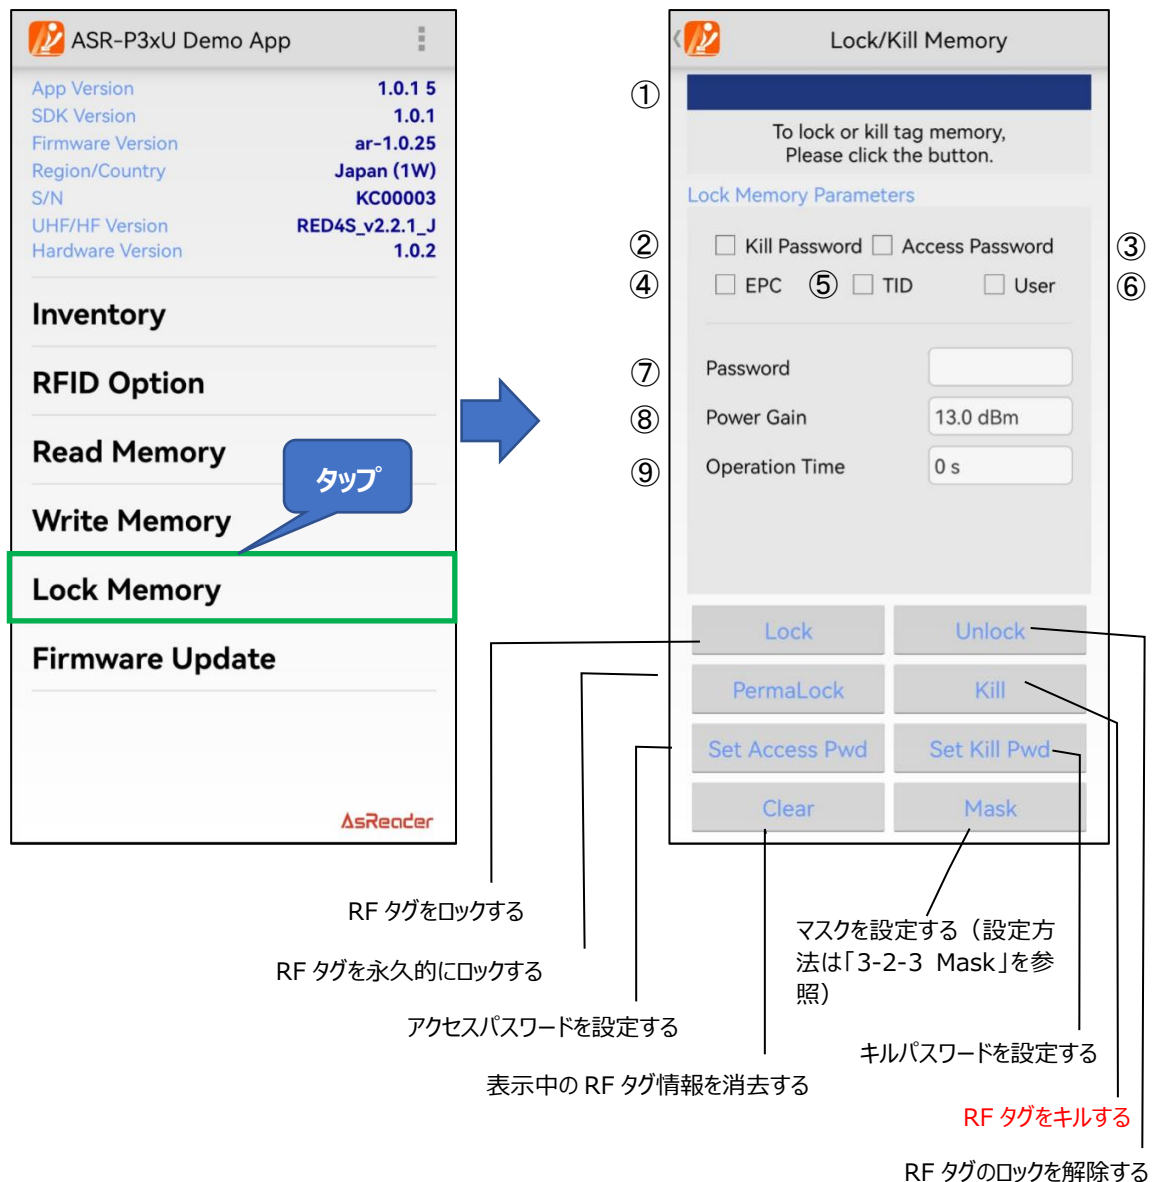 ASR-P3xU Demo App
App Version 1.0.1 5
SDK Version 1.0.1
Firmware Version ar-1.0.25
Region/Country Japan (1W)
S/N KC00003
UHF/HF Version RED4S_v2.2.1_J
Hardware Version 1.0.2
Inventory
RFID Option
Read Memory
タップ
Write Memory
Lock Memory
Firmware Update
AsReader
Lock/Kill Memory
①
To lock or kill tag memory,
Please click the button.
Lock Memory Parameters
② Kill Password Access Password ③
④ EPC ⑤ TID User ⑥
⑦ Password
⑧ Power Gain 13.0 dBm
⑨ Operation Time 0 s
Lock Unlock
PermaLock Kill
Set Access Pwd Set Kill Pwd
Clear Mask
RF タグをロックする
マスクを設定する（設定方
法は「3-2-3 Mask」を参
照）
RF タグを永久的にロックする
アクセスパスワードを設定する
キルパスワードを設定する
表示中の RF タグ情報を消去する
RF タグをキルする
RF タグのロックを解除する